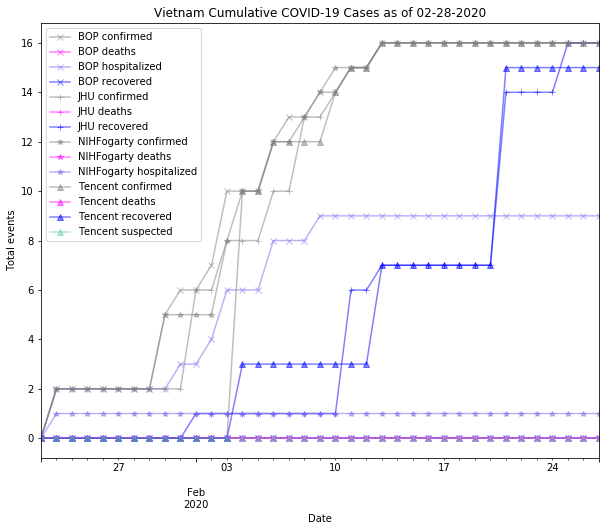 Vietnam Cumulative COVID-19 Cases as of 02-28-2020
16
14
12
10
8
6
4
2
0
Total events
BOP confirmed
BOP deaths
BOP hospitalized
BOP recovered
JHU confirmed
JHU deaths
JHU recovered
NIHFogarty confirmed
NIHFogarty deaths
NIHFogarty hospitalized
Tencent confirmed
Tencent deaths
Tencent recovered
Tencent suspected
27 03 10 17 24
Feb
2020
Date